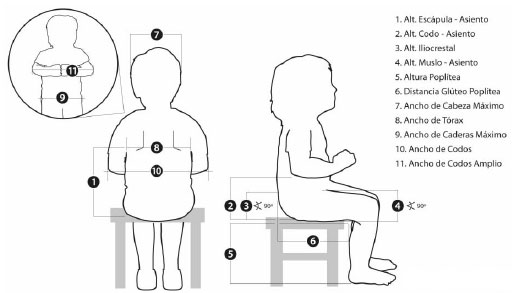 1. Alt. Escápula - Asiento
2. Alt. Codo - Asiento
3. Alt. Iliocrestal
4. Alt. Muslo - Asiento
5. Altura Poplítea
6. Distancia Glúteo Poplítea
7. Ancho de Cabeza Máximo
8. Ancho de Tórax
9. Ancho de Caderas Máximo
10. Ancho de Codos
11. Ancho de Codos Amplio
7
11
9
8
10
1
2
3 ∢ 90º
4 ∢ 90º
6
5